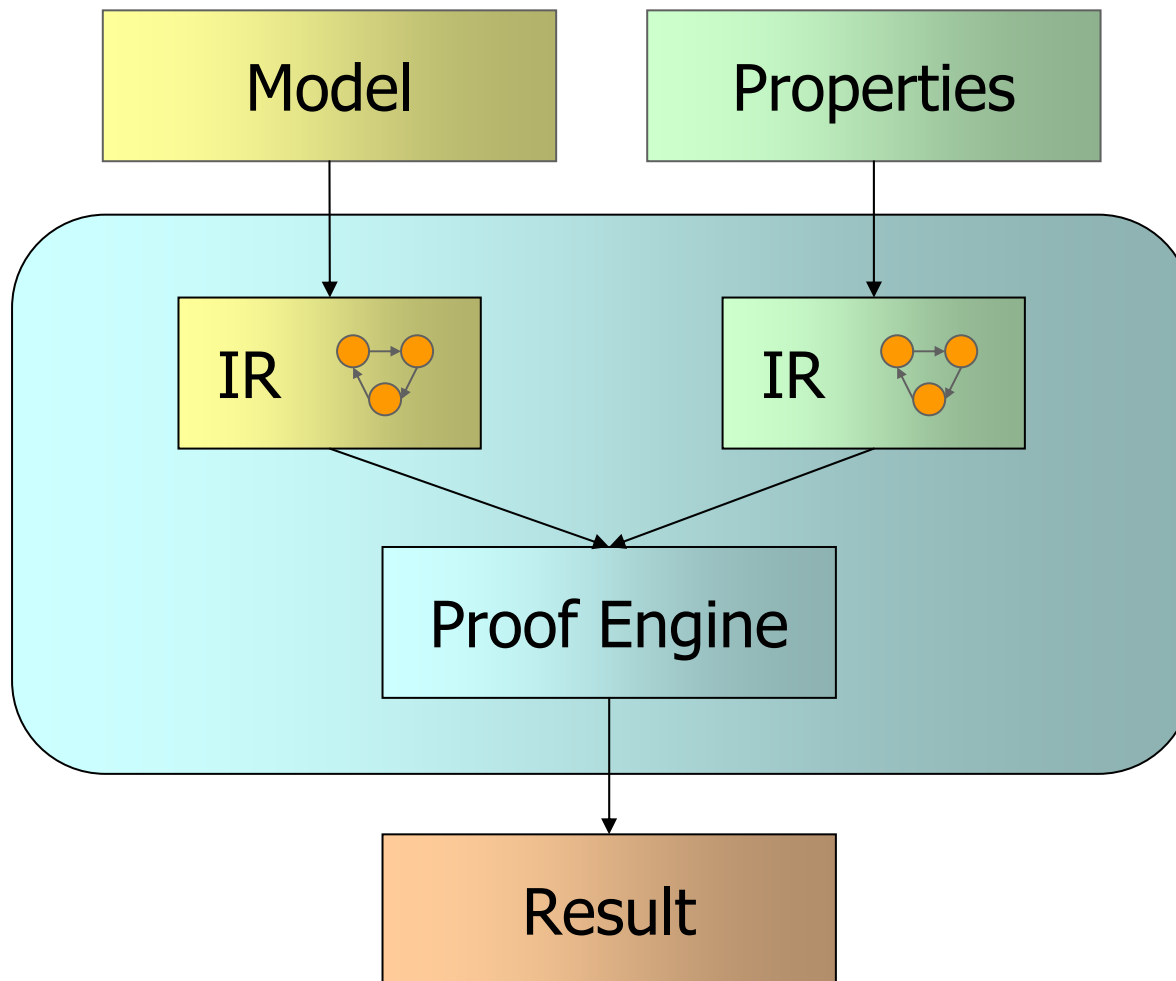 Model
Properties
IR
IR
Proof Engine
Result